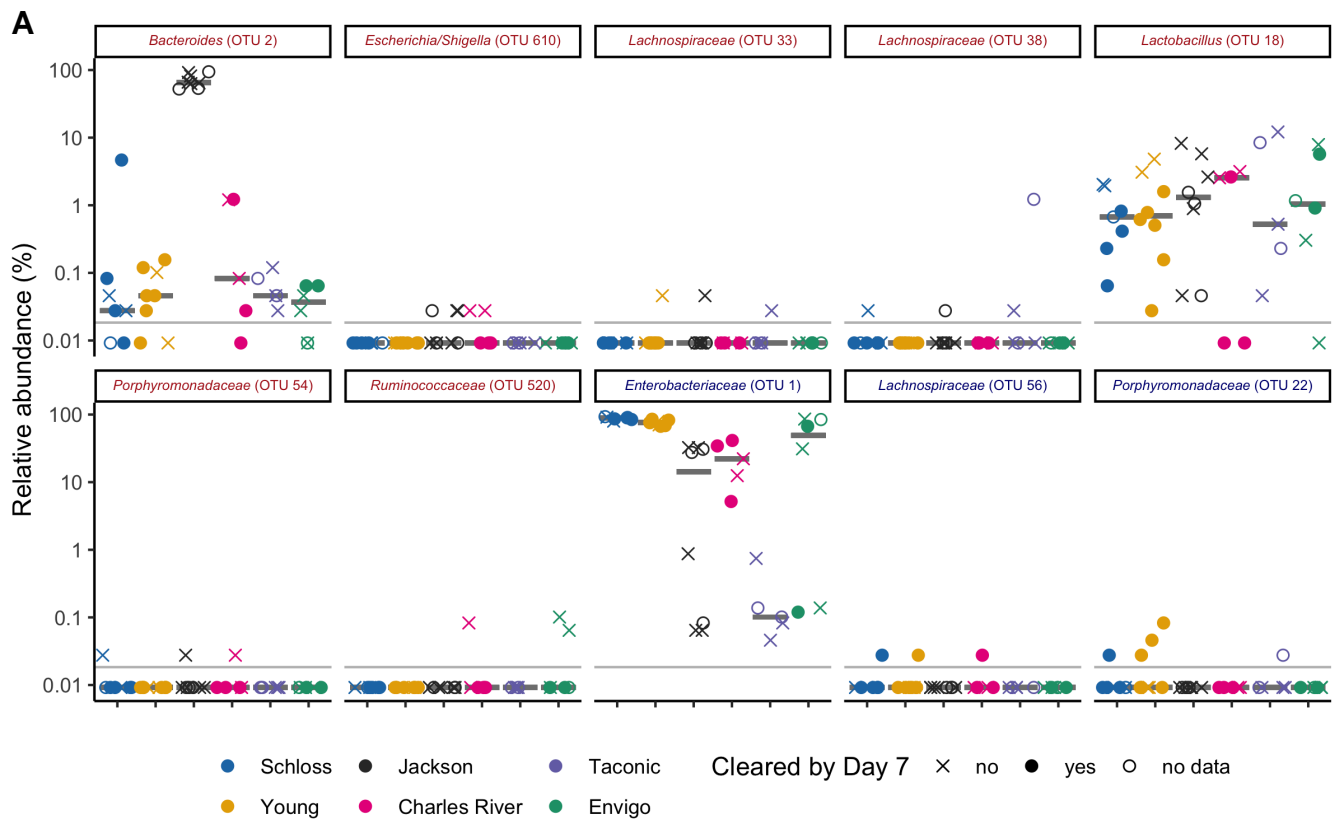 A
Bacteroides (OTU 2)
Escherichia/Shigella (OTU 610)
Lachnospiraceae (OTU 33)
Lachnospiraceae (OTU 38)
Lactobacillus (OTU 18)
100
10
1
0.1
0.01
Relative abundance (%)
Porphyromonadaceae (OTU 54)
Ruminococcaceae (OTU 520)
Enterobacteriaceae (OTU 1)
Lachnospiraceae (OTU 56)
Porphyromonadaceae (OTU 22)
100
10
1
0.1
0.01
Schloss
Jackson
Taconic
Young
Charles River
Envigo
Cleared by Day 7
no
yes
no data